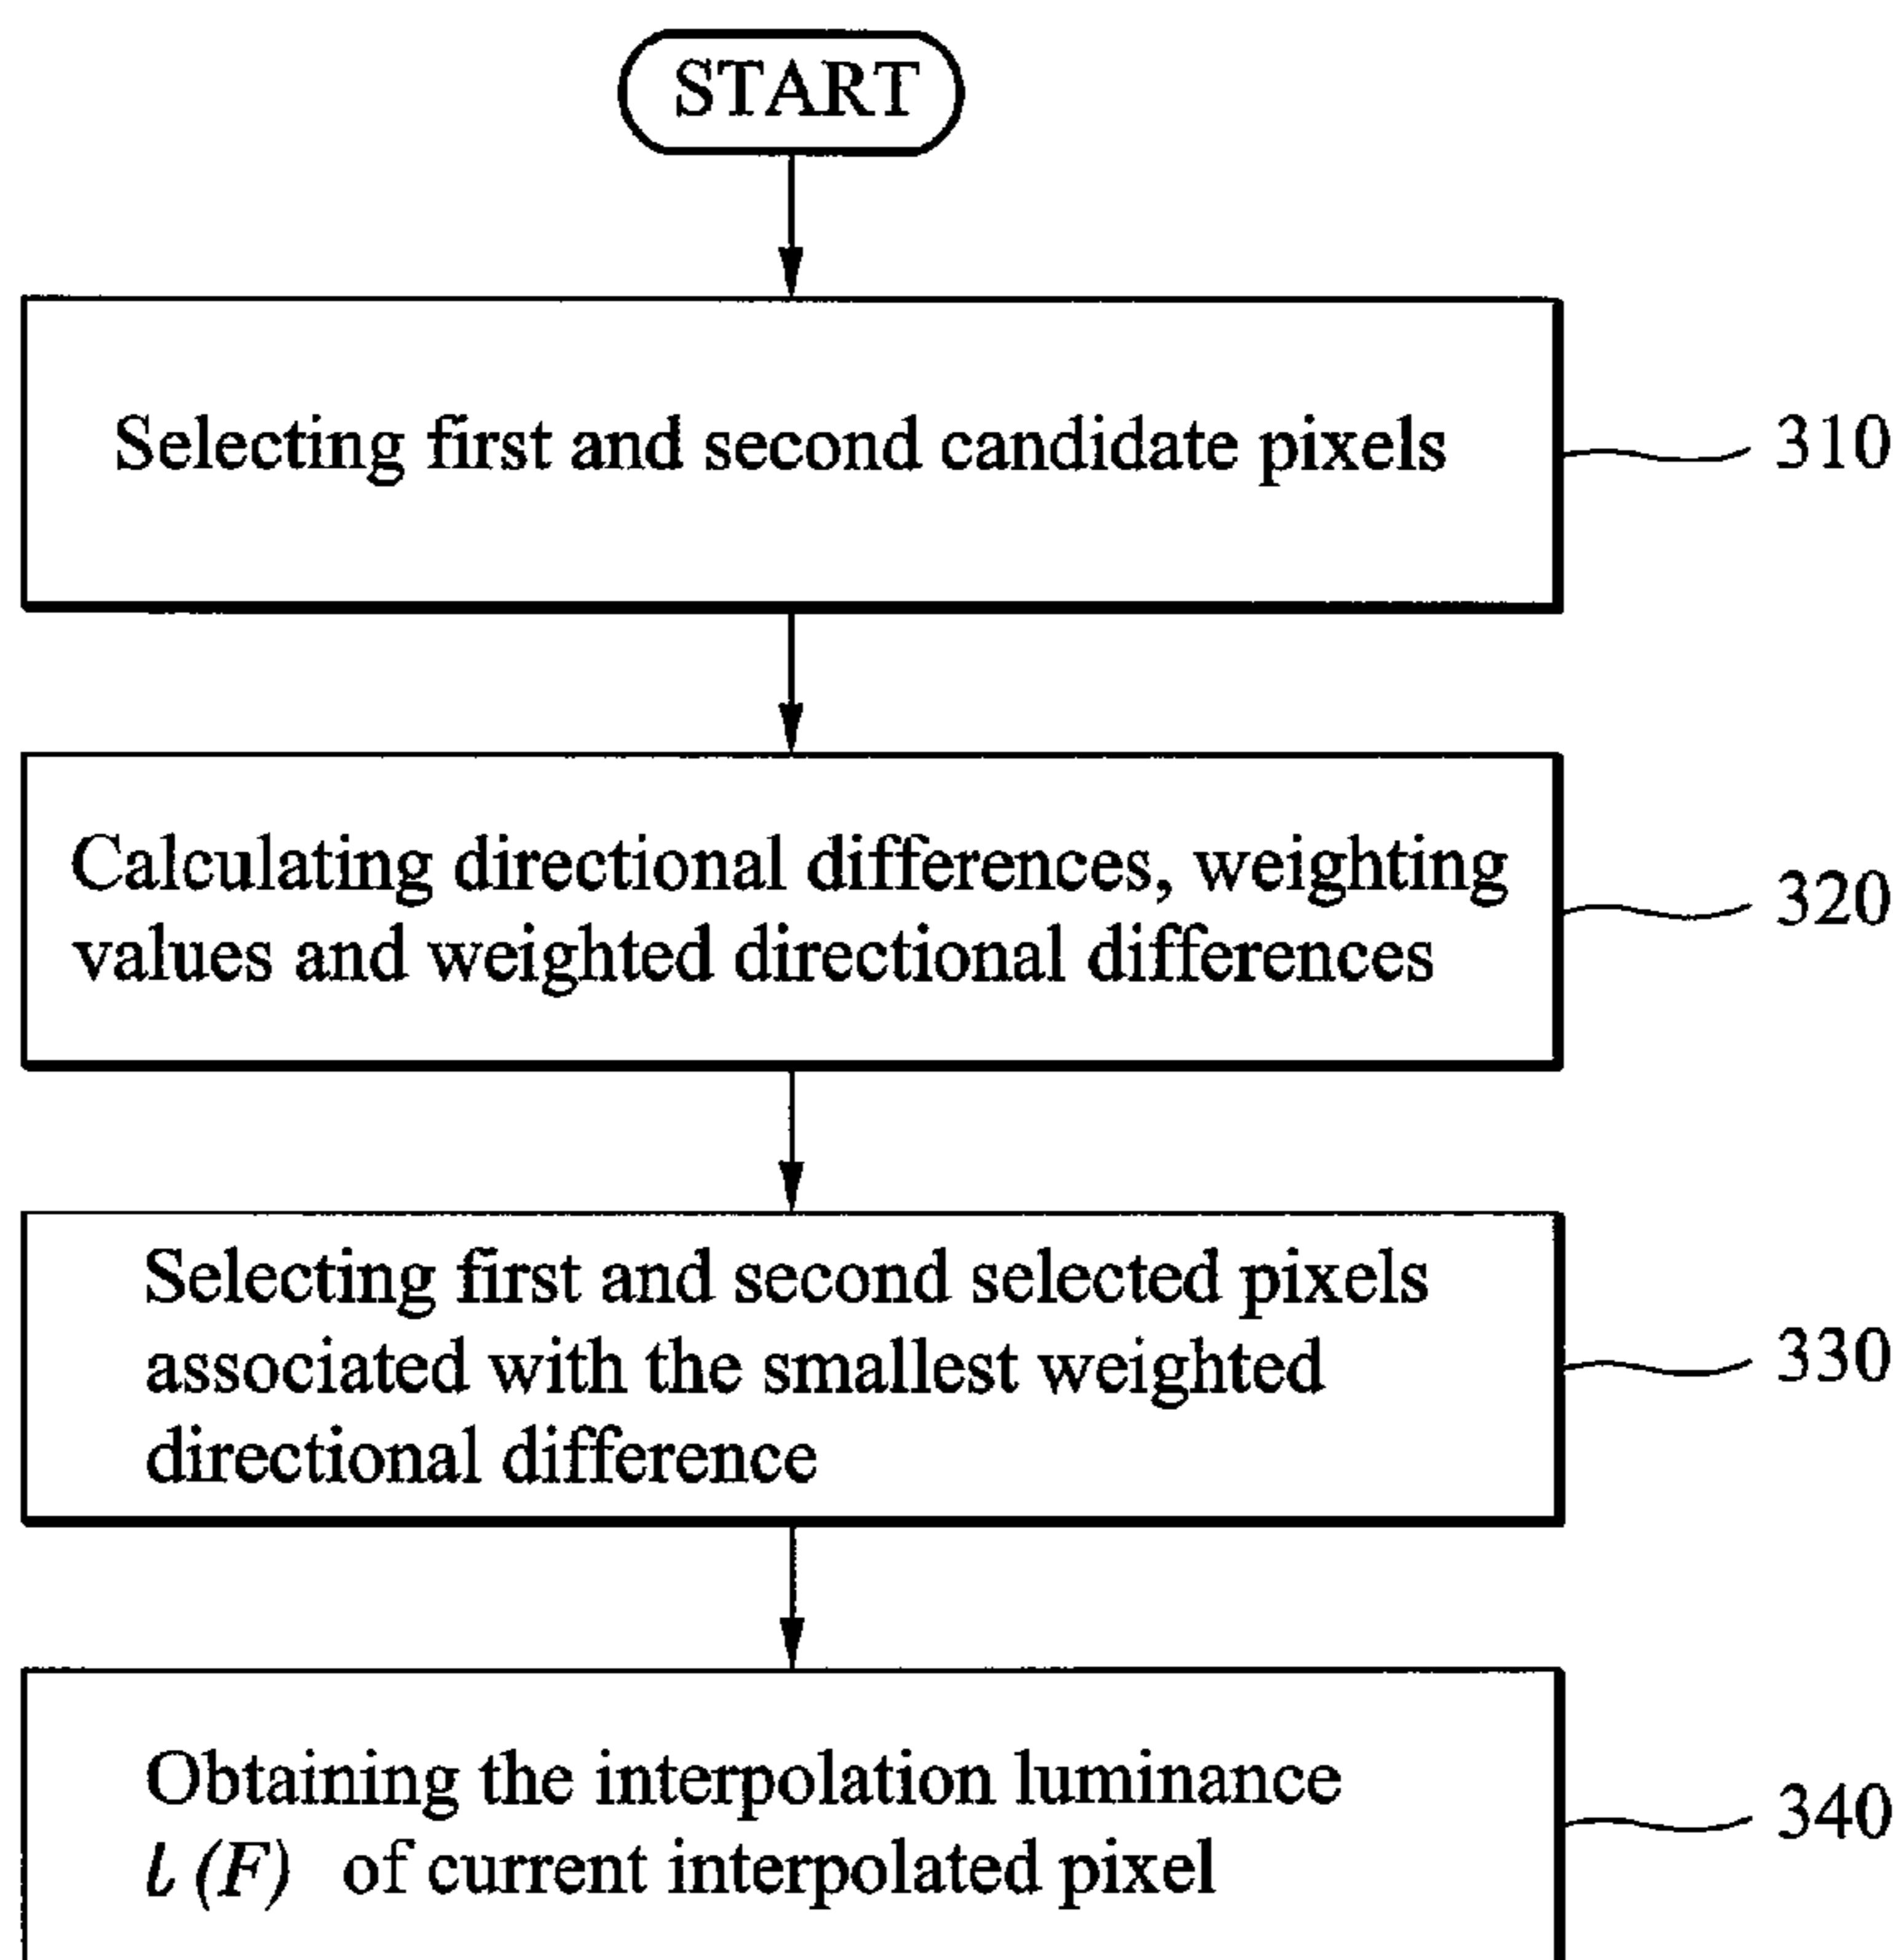 START
Selecting first and second candidate pixels
310
Calculating directional differences, weighting
values and weighted directional differences
320
Selecting first and second selected pixels
associated with the smallest weighted
directional difference
330
Obtaining the interpolation luminance
l (F) of current interpolated pixel
340